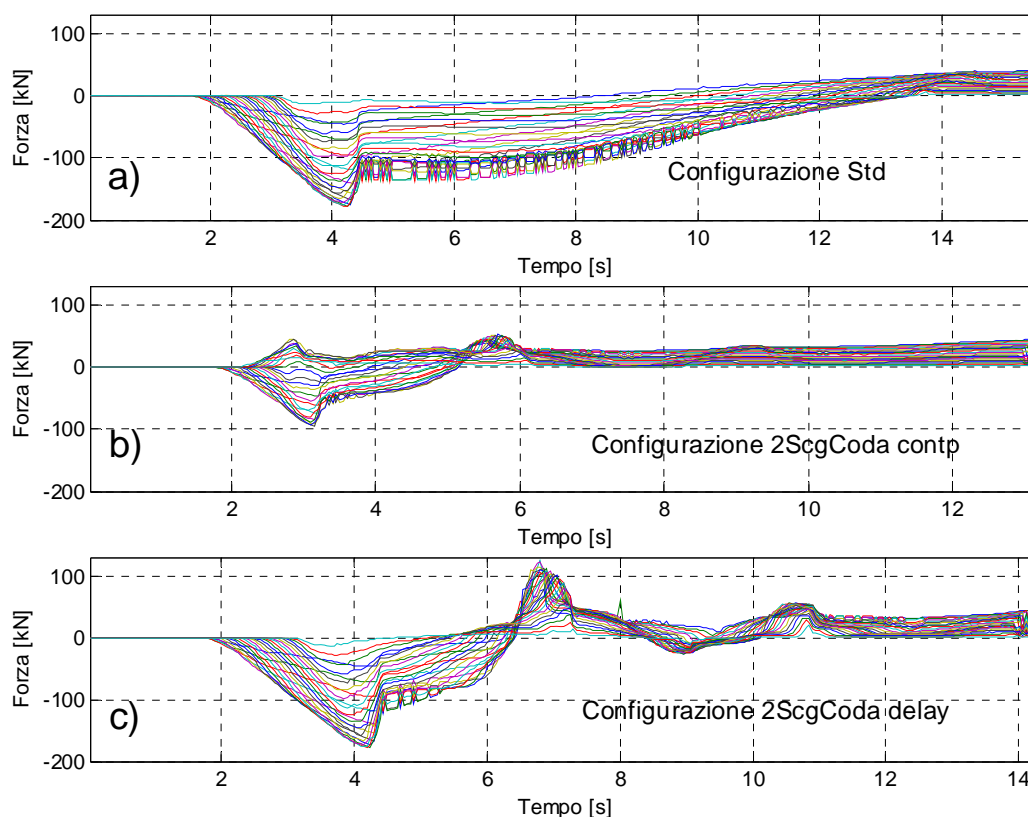 100
0
-100
-200
Forza [kN]
a)
Configurazione Std
2 4 6 8 10 12 14
Tempo [s]
100
0
-100
-200
Forza [kN]
b)
Configurazione 2ScgCoda contp
2 4 6 8 10 12
Tempo [s]
100
0
-100
-200
Forza [kN]
c)
Configurazione 2ScgCoda delay
2 4 6 8 10 12 14
Tempo [s]